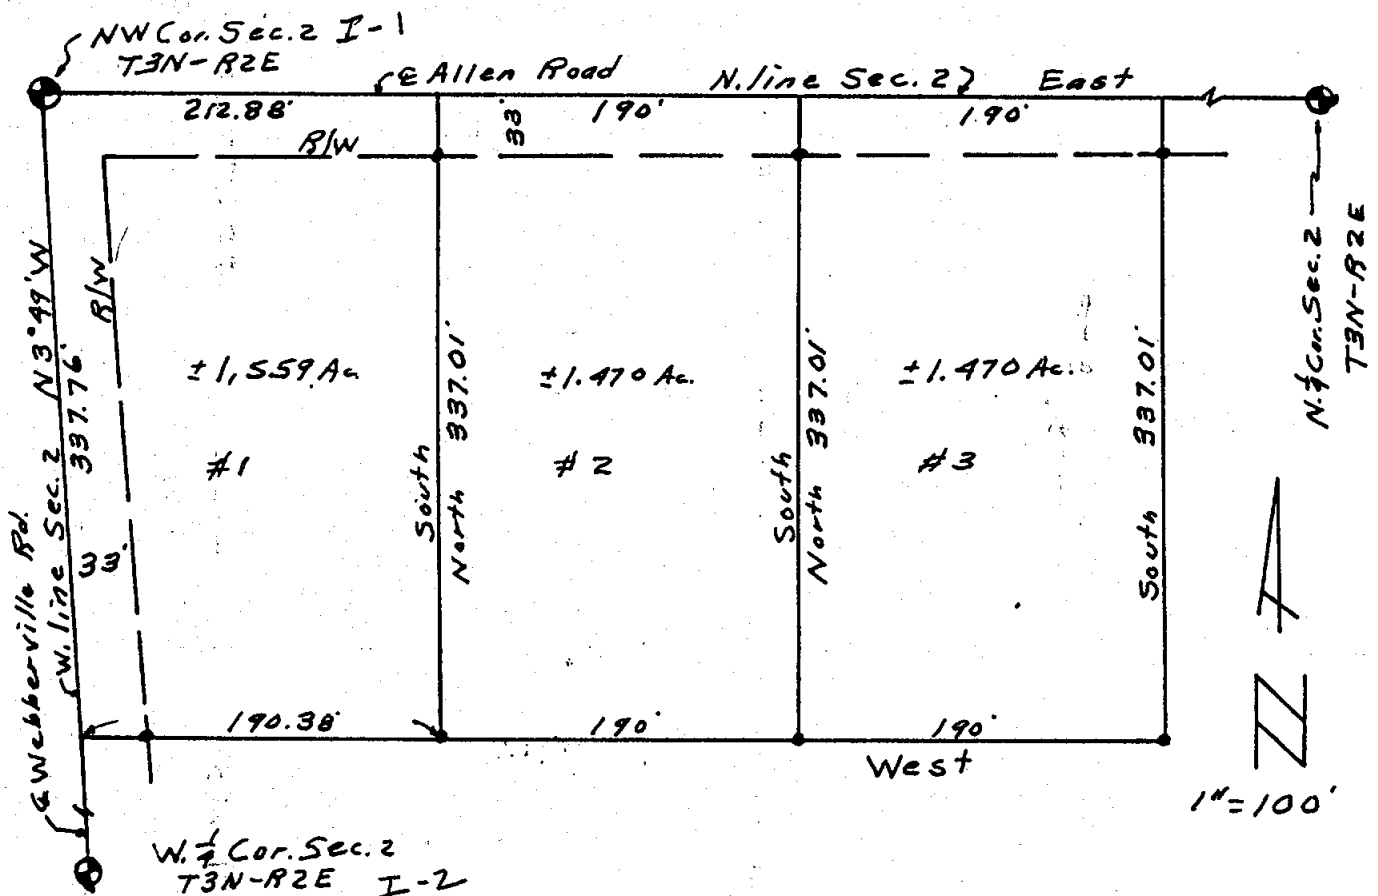 NW Cor. Sec. 2 I-1
T3N-R2E
℄ Allen Road
N. line Sec. 2
East
212.88'
33'
190'
190'
R/W
N 3°49'W
337.76'
R/W
W. line Sec. 2
℄ Webberville Rd.
33'
±1,559 Ac.
#1
±1.470 Ac.
#2
±1.470 Ac.
#3
South
North 337.01'
South
North 337.01'
South 337.01'
N. 1/4 Cor. Sec. 2
T3N-R2E
190.38'
190'
190'
West
N
1"=100'
W. 1/4 Cor. Sec. 2
T3N-R2E I-2